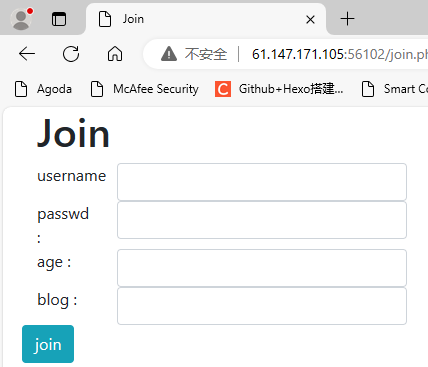 Join
不安全 61.147.171.105:56102/join.ph
Agoda McAfee Security Github+Hexo搭建... Smart Co
Join
username
passwd
:
age :
blog :
join